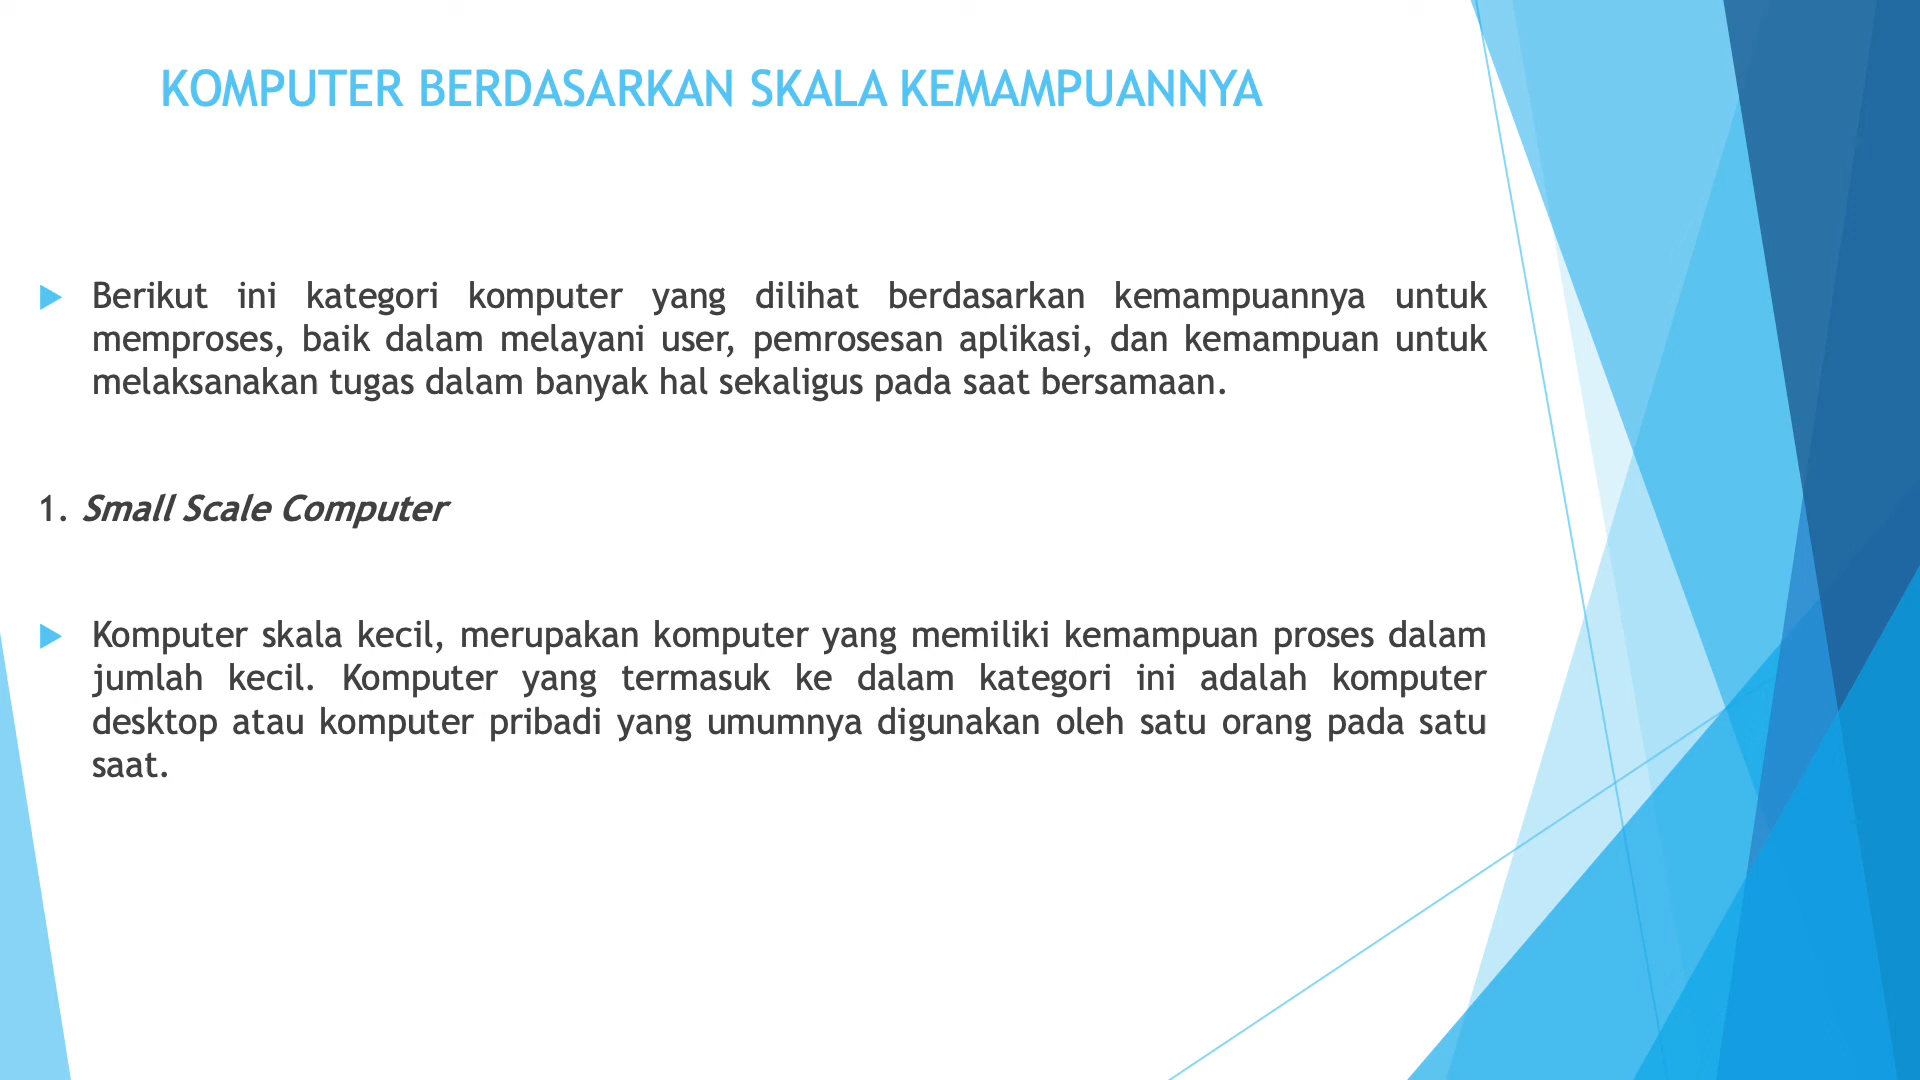 KOMPUTER BERDASARKAN SKALA KEMAMPUANNYA
Berikut ini kategori komputer yang dilihat berdasarkan kemampuannya untuk
memproses, baik dalam melayani user, pemrosesan aplikasi, dan kemampuan untuk
melaksanakan tugas dalam banyak hal sekaligus pada saat bersamaan.
1. Small Scale Computer
Komputer skala kecil, merupakan komputer yang memiliki kemampuan proses dalam
jumlah kecil. Komputer yang termasuk ke dalam kategori ini adalah komputer
desktop atau komputer pribadi yang umumnya digunakan oleh satu orang pada satu
saat.